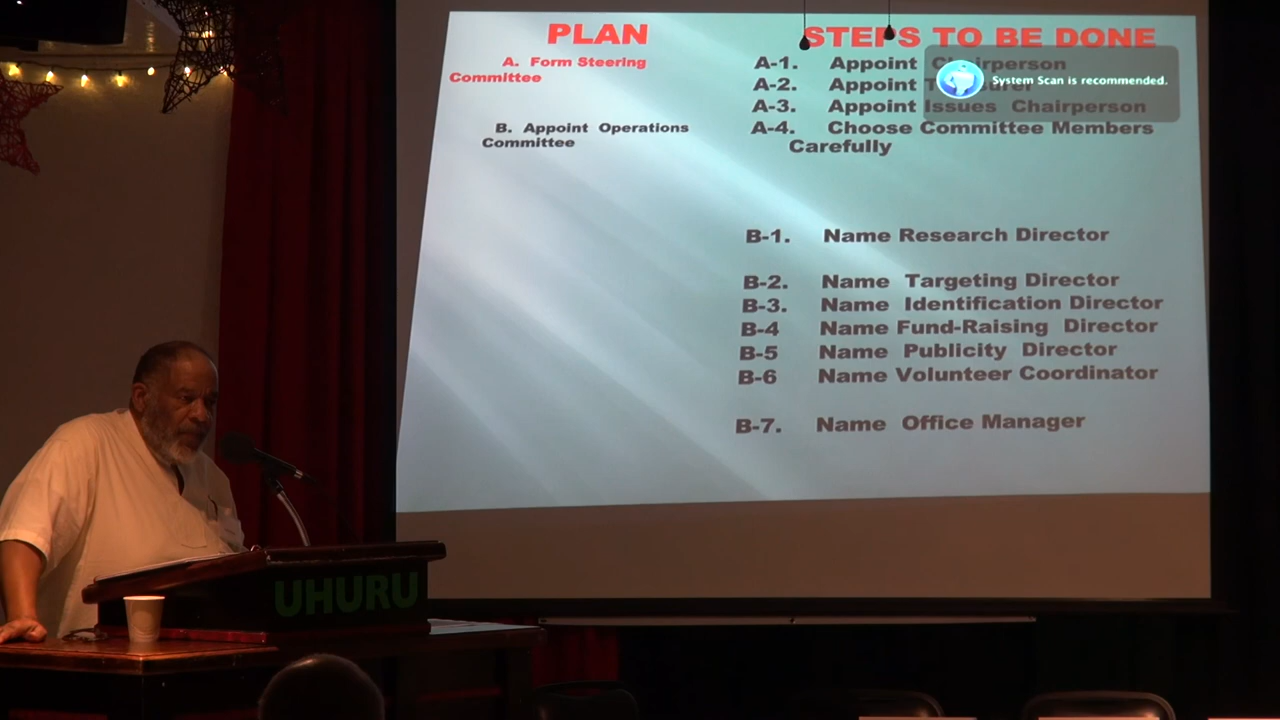 PLAN
A. Form Steering
Committee
B. Appoint Operations
Committee
STEPS TO BE DONE
A-1. Appoint Chairperson
A-2. Appoint Treasurer
A-3. Appoint Issues Chairperson
A-4. Choose Committee Members
Carefully
B-1. Name Research Director
B-2. Name Targeting Director
B-3. Name Identification Director
B-4 Name Fund-Raising Director
B-5 Name Publicity Director
B-6 Name Volunteer Coordinator
B-7. Name Office Manager
System Scan is recommended.
UHURU